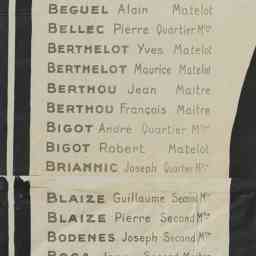 BEGUEL Alain Matelot
BELLEC Pierre Quartier Mtre
BERTHELOT Yves Matelot
BERTHELOT Maurice Matelot
BERTHOU Jean Maitre
BERTHOU François Maitre
BIGOT André Quartier Mtre
BIGOT Robert Matelot
BRIANNIC Joseph Quartier Mtre
BLAIZE Guillaume Second Mtre
BLAIZE Pierre Second Mtre
BODENES Joseph Second Mtre